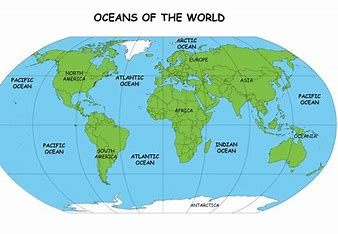 OCEANS OF THE WORLD
ARCTIC
OCEAN
EUROPE
NORTH
AMERICA
ATLANTIC
OCEAN
ASIA
PACIFIC
OCEAN
PACIFIC
OCEAN
AFRICA
OCEANIA
PACIFIC
OCEAN
SOUTH
AMERICA
ATLANTIC
OCEAN
INDIAN
OCEAN
ANTARCTICA